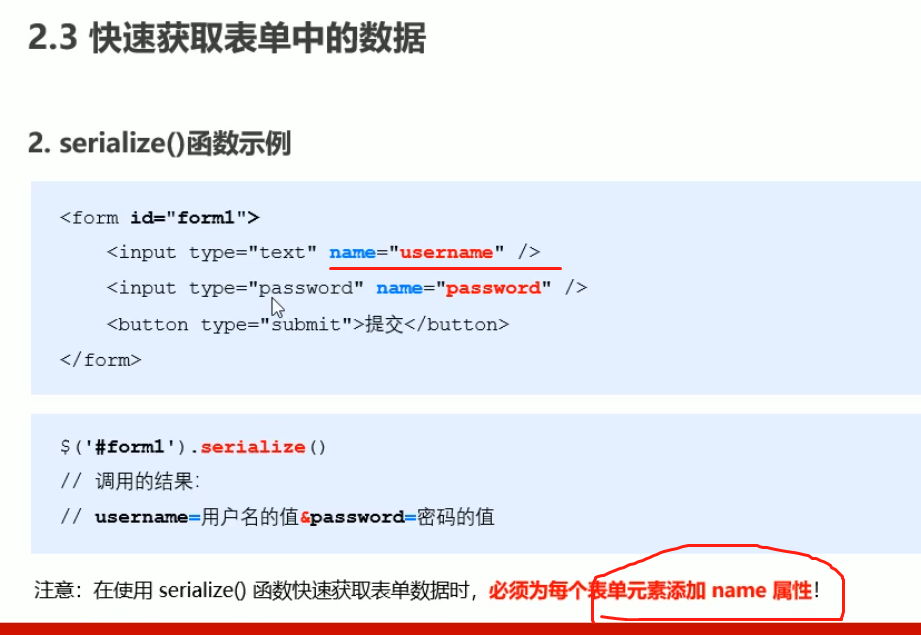 2.3 快速获取表单中的数据
2. serialize()函数示例
<form id="form1">
<input type="text" name="username" />
<input type="password" name="password" />
<button type="submit">提交</button>
</form>
$('#form1').serialize()
// 调用的结果：
// username=用户名的值&password=密码的值
注意：在使用 serialize() 函数快速获取表单数据时，必须为每个表单元素添加 name 属性！